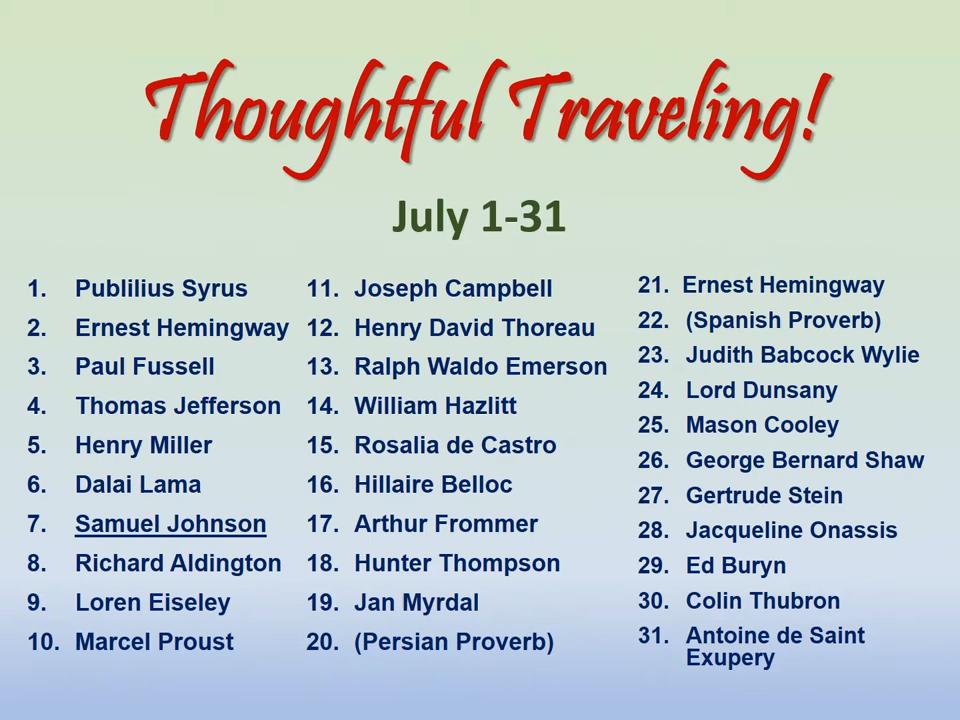 Thoughtful Traveling!
July 1-31
1. Publilius Syrus
2. Ernest Hemingway
3. Paul Fussell
4. Thomas Jefferson
5. Henry Miller
6. Dalai Lama
7. Samuel Johnson
8. Richard Aldington
9. Loren Eiseley
10. Marcel Proust
11. Joseph Campbell
12. Henry David Thoreau
13. Ralph Waldo Emerson
14. William Hazlitt
15. Rosalia de Castro
16. Hillaire Belloc
17. Arthur Frommer
18. Hunter Thompson
19. Jan Myrdal
20. (Persian Proverb)
21. Ernest Hemingway
22. (Spanish Proverb)
23. Judith Babcock Wylie
24. Lord Dunsany
25. Mason Cooley
26. George Bernard Shaw
27. Gertrude Stein
28. Jacqueline Onassis
29. Ed Buryn
30. Colin Thubron
31. Antoine de Saint
Exupery